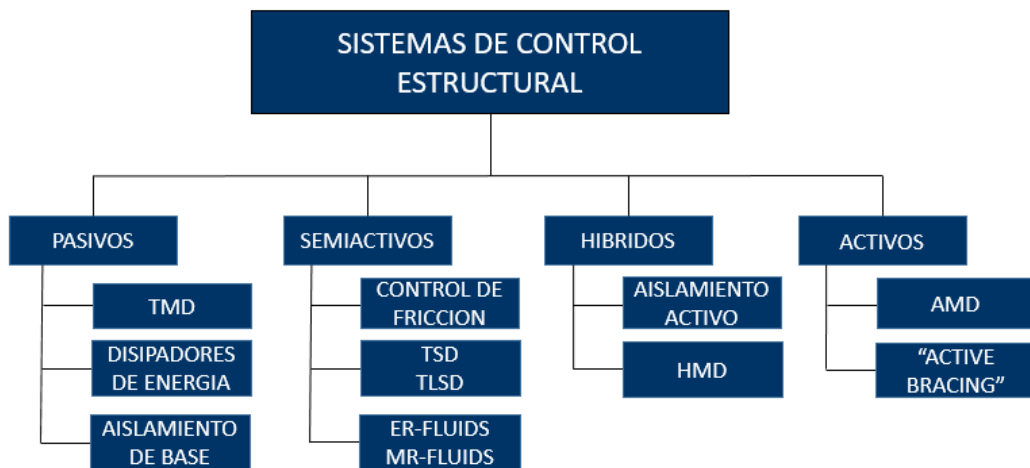 SISTEMAS DE CONTROL
ESTRUCTURAL
PASIVOS
TMD
DISIPADORES
DE ENERGIA
AISLAMIENTO
DE BASE
SEMIACTIVOS
CONTROL DE
FRICCION
TSD
TLSD
ER-FLUIDS
MR-FLUIDS
HIBRIDOS
AISLAMIENTO
ACTIVO
HMD
ACTIVOS
AMD
“ACTIVE
BRACING”